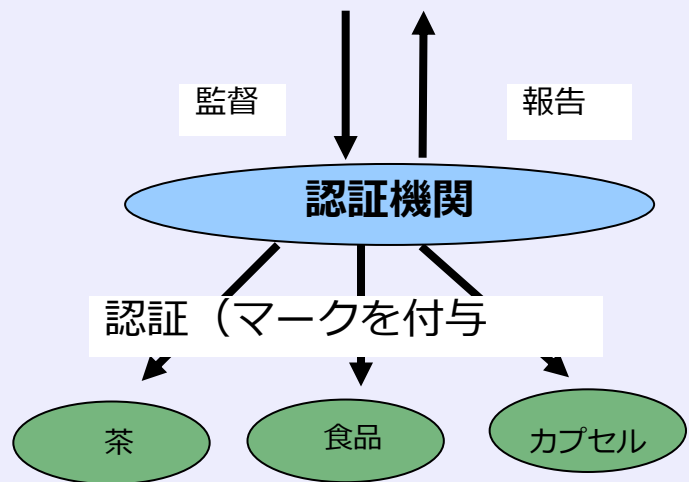 監督
報告
認証機関
認証（マークを付与
茶
食品
カプセル